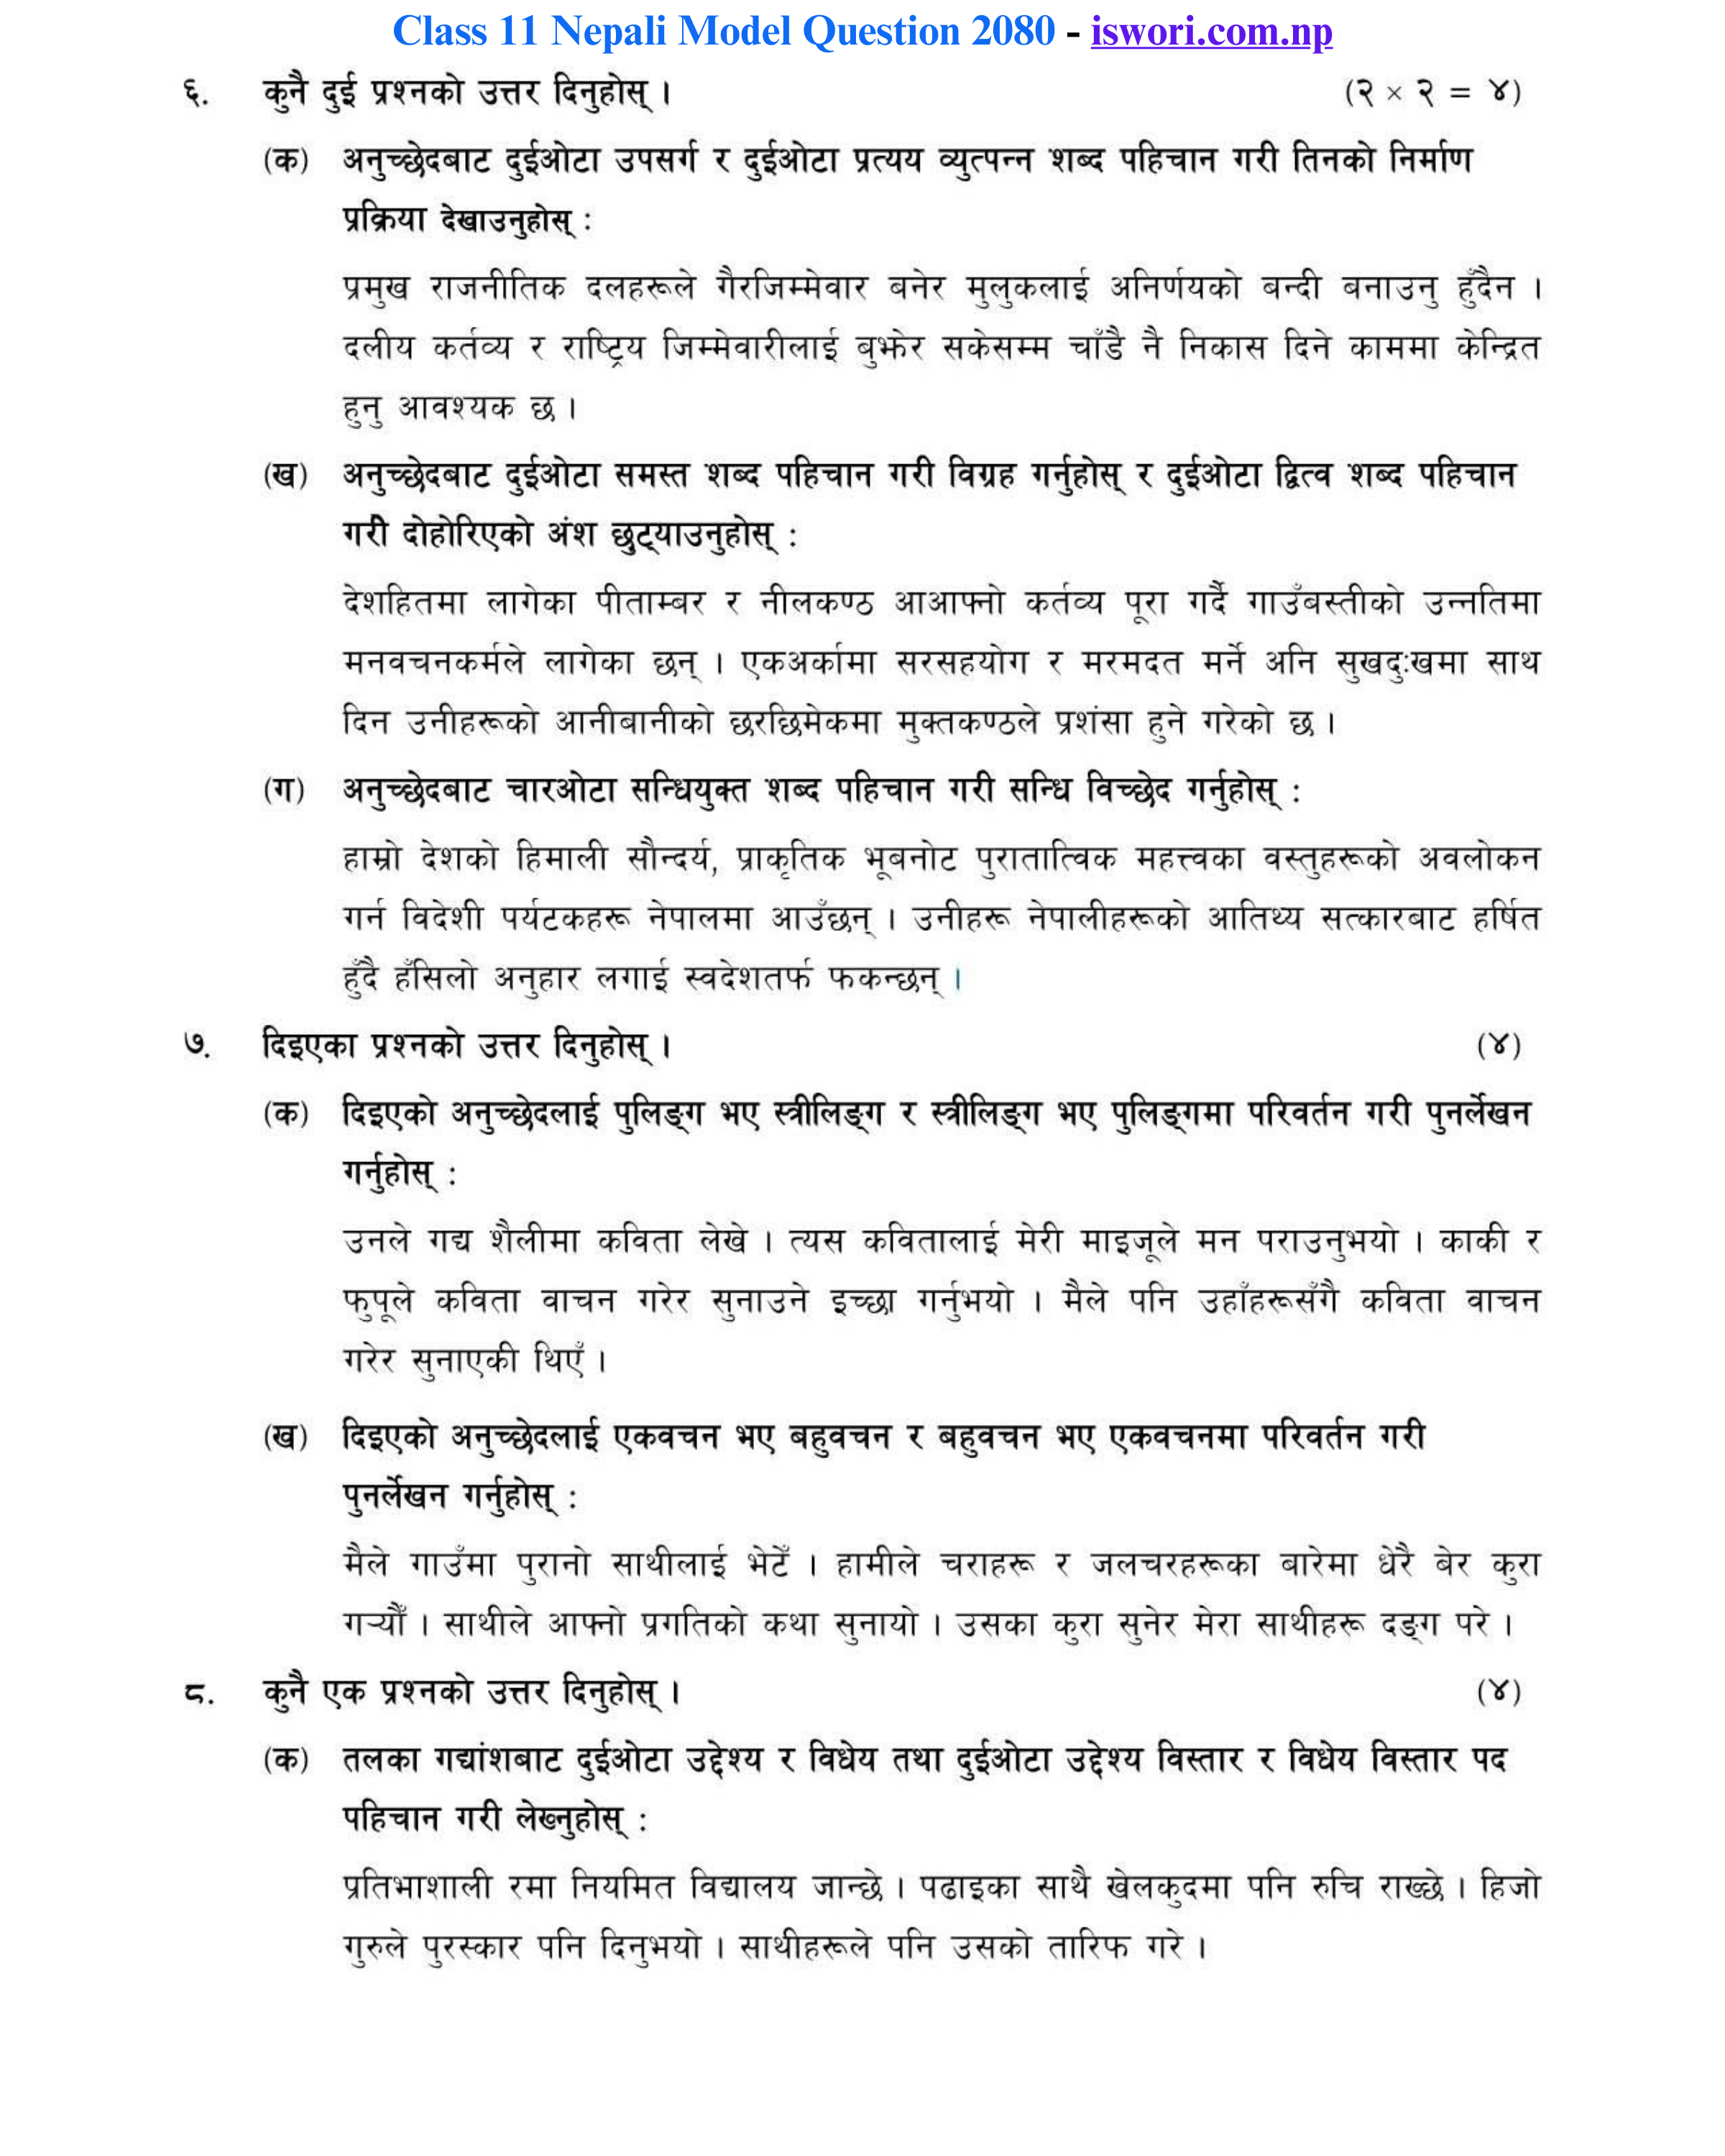 Class 11 Nepali Model Question 2080 - iswori.com.np
६. कुनै दुई प्रश्नको उत्तर दिनुहोस् । (२ × २ = ४)
(क) अनुच्छेदबाट दुईओटा उपसर्ग र दुईओटा प्रत्यय व्युत्पन्न शब्द पहिचान गरी तिनको निर्माण
प्रक्रिया देखाउनुहोस् :
प्रमुख राजनीतिक दलहरूले गैरजिम्मेवार बनेर मुलुकलाई अनिर्णयको बन्दी बनाउनु हुँदैन ।
दलीय कर्तव्य र राष्ट्रिय जिम्मेवारीलाई बुझेर सकेसम्म चाँडै नै निकास दिने काममा केन्द्रित
हुनु आवश्यक छ ।
(ख) अनुच्छेदबाट दुईओटा समस्त शब्द पहिचान गरी विग्रह गर्नुहोस् र दुईओटा द्वित्व शब्द पहिचान
गरी दोहोरिएको अंश छुट्याउनुहोस् :
देशहितमा लागेका पीताम्बर र नीलकण्ठ आआफ्नो कर्तव्य पूरा गर्दै गाउँबस्तीको उन्नतिमा
मनवचनकर्मले लागेका छन् । एकअर्कामा सरसहयोग र मरमदत मर्ने अनि सुखदुःखमा साथ
दिन उनीहरूको आनीबानीको छरछिमेकमा मुक्तकण्ठले प्रशंसा हुने गरेको छ ।
(ग) अनुच्छेदबाट चारओटा सन्धियुक्त शब्द पहिचान गरी सन्धि विच्छेद गर्नुहोस् :
हाम्रो देशको हिमाली सौन्दर्य, प्राकृतिक भूबनोट पुरातात्विक महत्त्वका वस्तुहरूको अवलोकन
गर्न विदेशी पर्यटकहरू नेपालमा आउँछन् । उनीहरू नेपालीहरूको आतिथ्य सत्कारबाट हर्षित
हुँदै हँसिलो अनुहार लगाई स्वदेशतर्फ फकन्छन् ।
७. दिइएका प्रश्नको उत्तर दिनुहोस् । (४)
(क) दिइएको अनुच्छेदलाई पुलिङ्ग भए स्त्रीलिङ्ग र स्त्रीलिङ्ग भए पुलिङ्गमा परिवर्तन गरी पुनर्लेखन
गर्नुहोस् :
उनले गद्य शैलीमा कविता लेखे । त्यस कवितालाई मेरी माइजूले मन पराउनुभयो । काकी र
फुपूले कविता वाचन गरेर सुनाउने इच्छा गर्नुभयो । मैले पनि उहाँहरूसँगै कविता वाचन
गरेर सुनाएकी थिएँ ।
(ख) दिइएको अनुच्छेदलाई एकवचन भए बहुवचन र बहुवचन भए एकवचनमा परिवर्तन गरी
पुनर्लेखन गर्नुहोस् :
मैले गाउँमा पुरानो साथीलाई भेटेँ । हामीले चराहरू र जलचरहरूका बारेमा धेरै बेर कुरा
गर्‍यौँ । साथीले आफ्नो प्रगतिको कथा सुनायो । उसका कुरा सुनेर मेरा साथीहरू दङ्ग परे ।
८. कुनै एक प्रश्नको उत्तर दिनुहोस् । (४)
(क) तलका गद्यांशबाट दुईओटा उद्देश्य र विधेय तथा दुईओटा उद्देश्य विस्तार र विधेय विस्तार पद
पहिचान गरी लेख्नुहोस् :
प्रतिभाशाली रमा नियमित विद्यालय जान्छे । पढाइका साथै खेलकुदमा पनि रुचि राख्छे । हिजो
गुरुले पुरस्कार पनि दिनुभयो । साथीहरूले पनि उसको तारिफ गरे ।